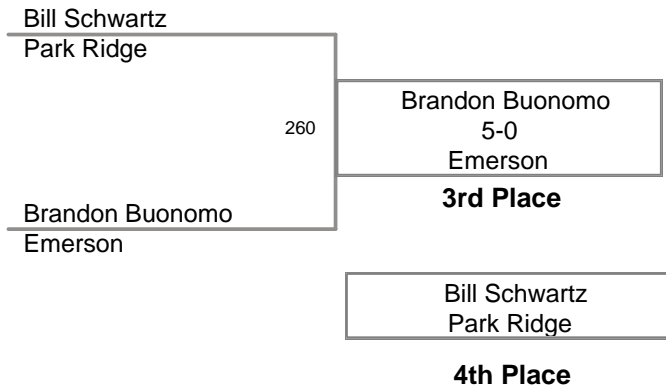 Bill Schwartz
Park Ridge
260
Brandon Buonomo
5-0
Emerson
3rd Place
Brandon Buonomo
Emerson
Bill Schwartz
Park Ridge
4th Place